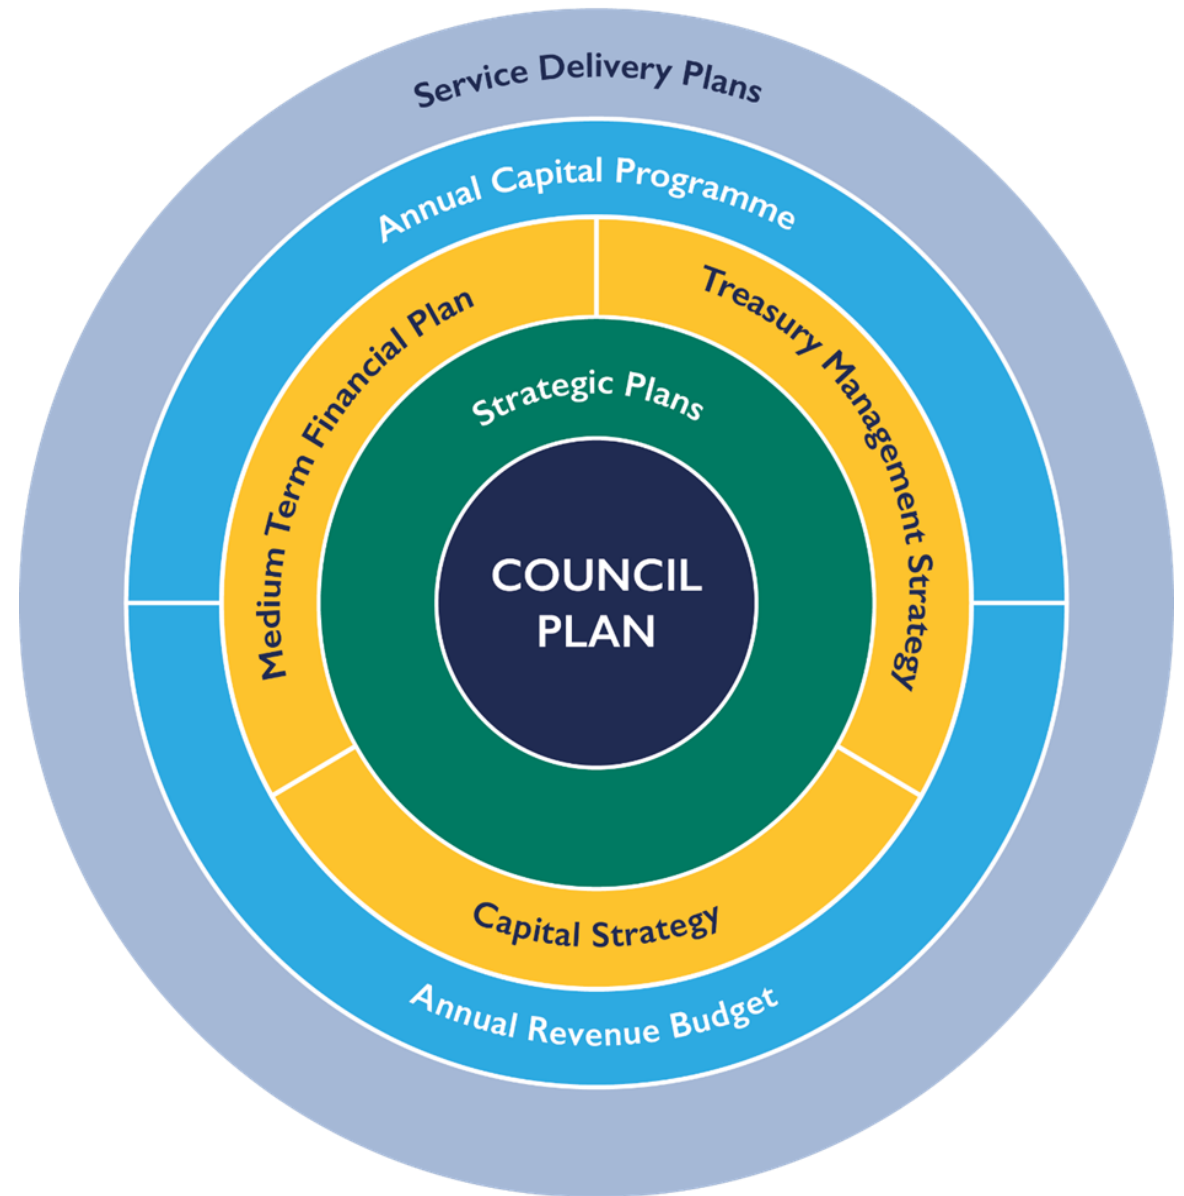 Service Delivery Plans
Annual Capital Programme
Medium Term Financial Plan
Treasury Management Strategy
Strategic Plans
COUNCIL
PLAN
Capital Strategy
Annual Revenue Budget